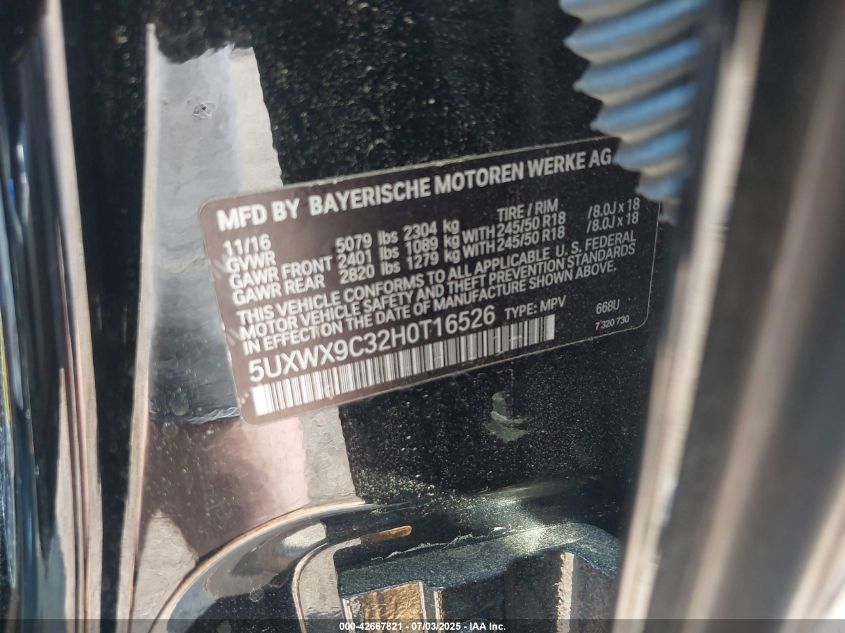 MFD BY BAYERISCHE MOTOREN WERKE AG
11/16 TIRE / RIM
GVWR 5079 lbs 2304 kg
GAWR FRONT 2401 lbs 1089 kg WITH 245/50 R18 /8.0J x 18
GAWR REAR 2820 lbs 1279 kg WITH 245/50 R18 /8.0J x 18
THIS VEHICLE CONFORMS TO ALL APPLICABLE U. S. FEDERAL
MOTOR VEHICLE SAFETY AND THEFT PREVENTION STANDARDS
IN EFFECT ON THE DATE OF MANUFACTURE SHOWN ABOVE.
5UXWX9C32H0T16526 TYPE: MPV 668U
7 320 730
000-42667821 - 07/03/2025 - IAA Inc.